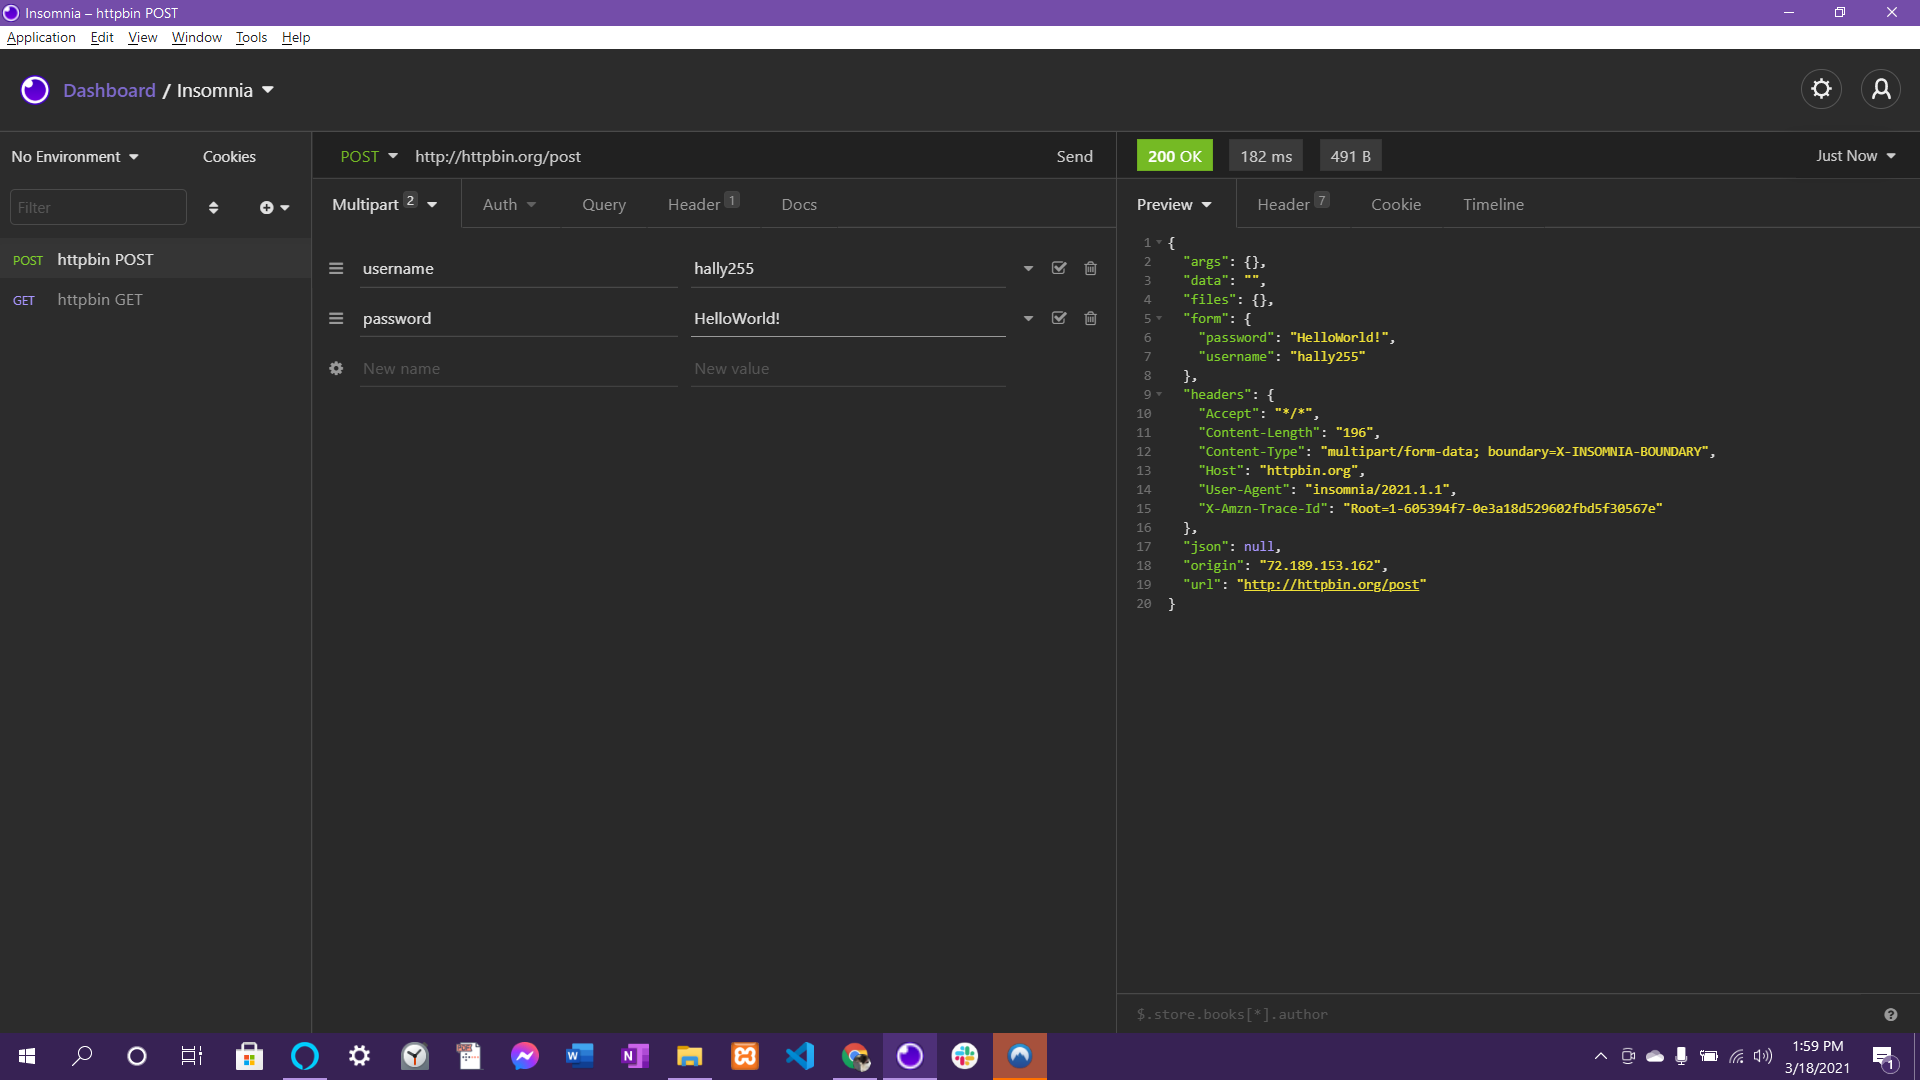 Insomnia – httpbin POST
Application Edit View Window Tools Help
Dashboard / Insomnia
No Environment
Cookies
Filter
POST httpbin POST
GET httpbin GET
POST http://httpbin.org/post Send
Multipart 2 Auth Query Header 1 Docs
username hally255
password HelloWorld!
New name New value
200 OK 182 ms 491 B Just Now
Preview Header 7 Cookie Timeline
1 {
2 "args": {},
3 "data": "",
4 "files": {},
5 "form": {
6 "password": "HelloWorld!",
7 "username": "hally255"
8 },
9 "headers": {
10 "Accept": "*/*",
11 "Content-Length": "196",
12 "Content-Type": "multipart/form-data; boundary=X-INSOMNIA-BOUNDARY",
13 "Host": "httpbin.org",
14 "User-Agent": "insomnia/2021.1.1",
15 "X-Amzn-Trace-Id": "Root=1-605394f7-0e3a18d529602fbd5f30567e"
16 },
17 "json": null,
18 "origin": "72.189.153.162",
19 "url": "http://httpbin.org/post"
20 }
$.store.books[*].author
1:59 PM
3/18/2021
1